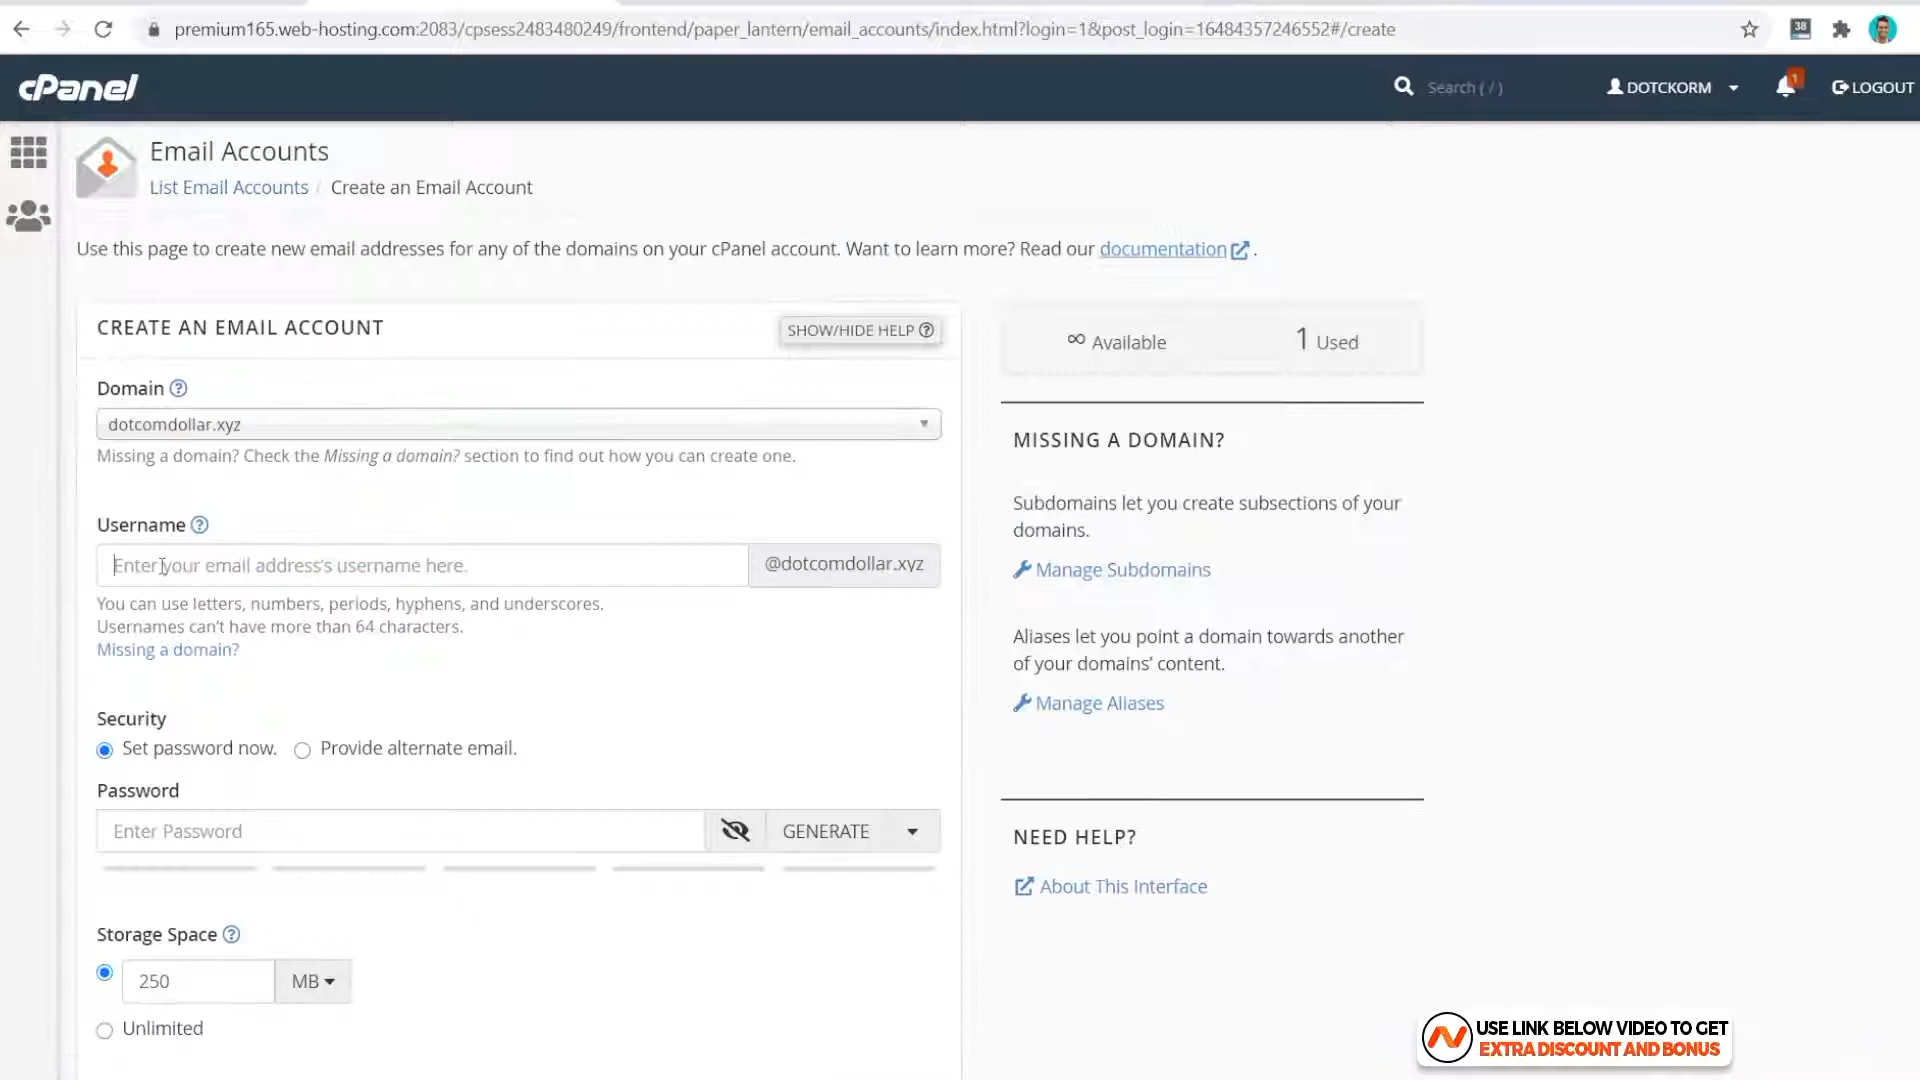 premium165.web-hosting.com:2083/cpsess2483480249/frontend/paper_lantern/email_accounts/index.html?login=1&post_login=16484357246552#/create
38
cPanel
Search ( / )
DOTCKORM
1
LOGOUT
Email Accounts
List Email Accounts / Create an Email Account
Use this page to create new email addresses for any of the domains on your cPanel account. Want to learn more? Read our documentation .
CREATE AN EMAIL ACCOUNT
SHOW/HIDE HELP
Domain
dotcomdollar.xyz
Missing a domain? Check the Missing a domain? section to find out how you can create one.
Username
Enter your email address's username here.
@dotcomdollar.xyz
You can use letters, numbers, periods, hyphens, and underscores.
Usernames can't have more than 64 characters.
Missing a domain?
Security
Set password now. Provide alternate email.
Password
Enter Password
GENERATE
Storage Space
250 MB
Unlimited
∞ Available 1 Used
MISSING A DOMAIN?
Subdomains let you create subsections of your
domains.
Manage Subdomains
Aliases let you point a domain towards another
of your domains' content.
Manage Aliases
NEED HELP?
About This Interface
USE LINK BELOW VIDEO TO GET
EXTRA DISCOUNT AND BONUS